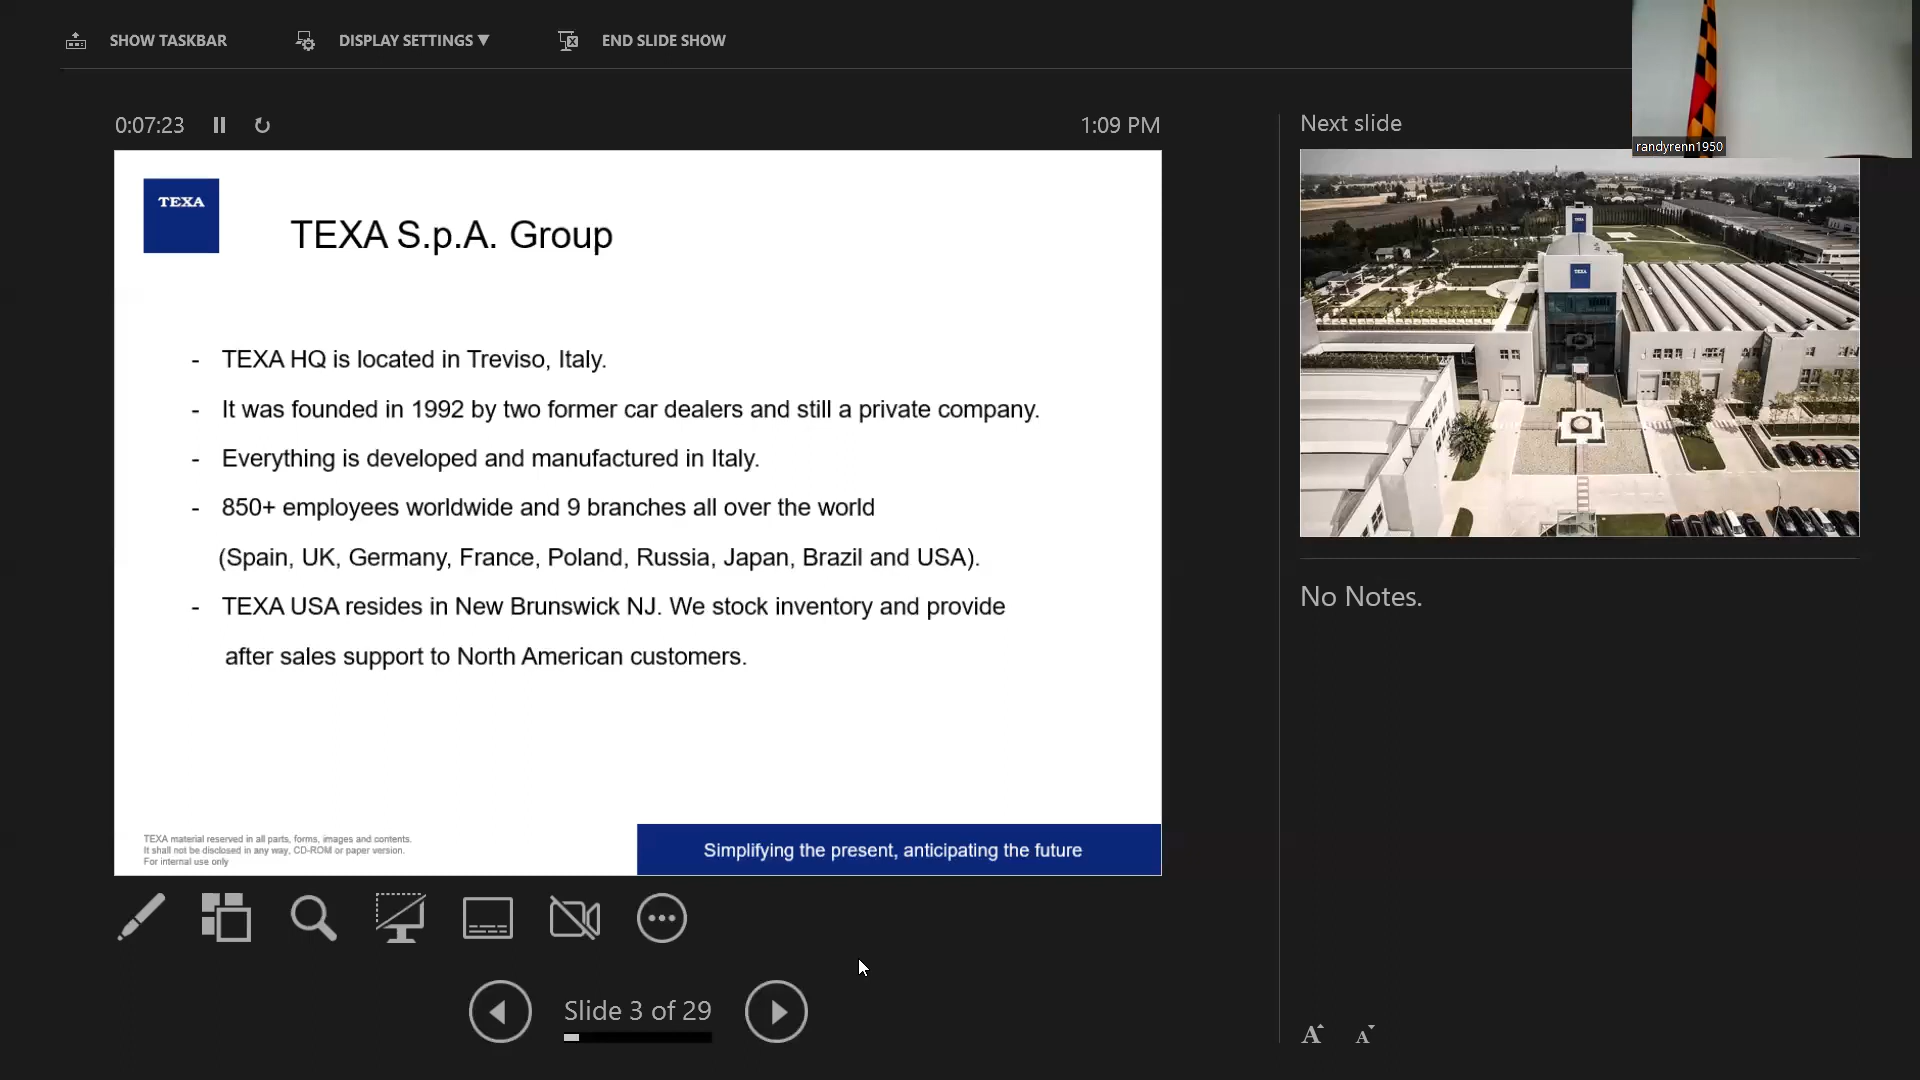 SHOW TASKBAR
DISPLAY SETTINGS ▼
END SLIDE SHOW
0:07:23
1:09 PM
Next slide
randyrenn1950
TEXA
TEXA S.p.A. Group
- TEXA HQ is located in Treviso, Italy.
- It was founded in 1992 by two former car dealers and still a private company.
- Everything is developed and manufactured in Italy.
- 850+ employees worldwide and 9 branches all over the world
(Spain, UK, Germany, France, Poland, Russia, Japan, Brazil and USA).
- TEXA USA resides in New Brunswick NJ. We stock inventory and provide
after sales support to North American customers.
TEXA material reserved in all parts, forms, images and contents.
It shall not be disclosed in any way, CD-ROM or paper version.
For internal use only
Simplifying the present, anticipating the future
TEXA
TEXA
No Notes.
Slide 3 of 29
A A